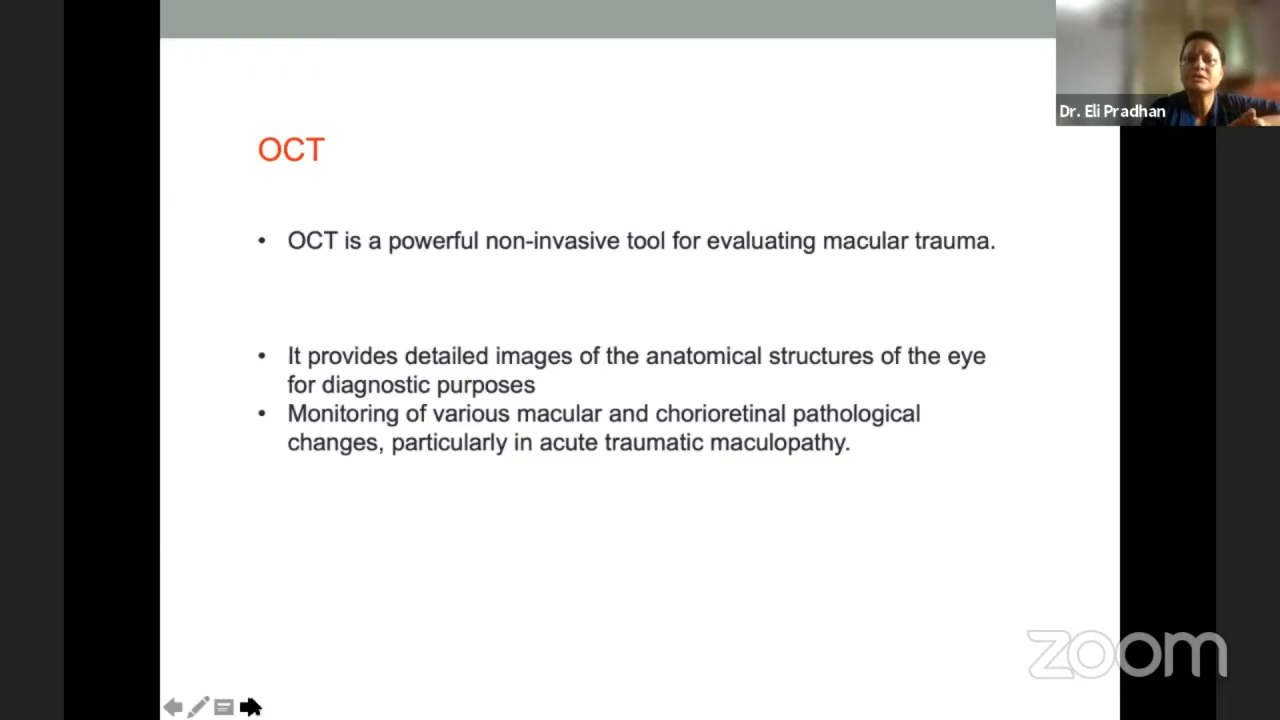 Dr. Eli Pradhan
OCT
• OCT is a powerful non-invasive tool for evaluating macular trauma.
• It provides detailed images of the anatomical structures of the eye
for diagnostic purposes
• Monitoring of various macular and chorioretinal pathological
changes, particularly in acute traumatic maculopathy.
zoom